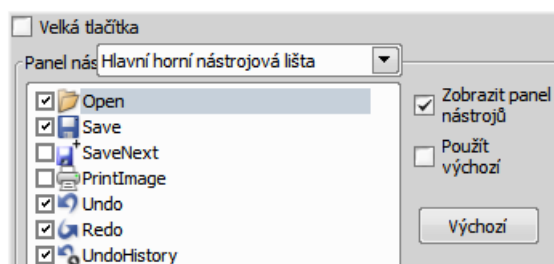 Velká tlačítka
Panel nás Hlavní horní nástrojová lišta
Open
Save
SaveNext
PrintImage
Undo
Redo
UndoHistory
Zobrazit panel
nástrojů
Použít
výchozí
Výchozí